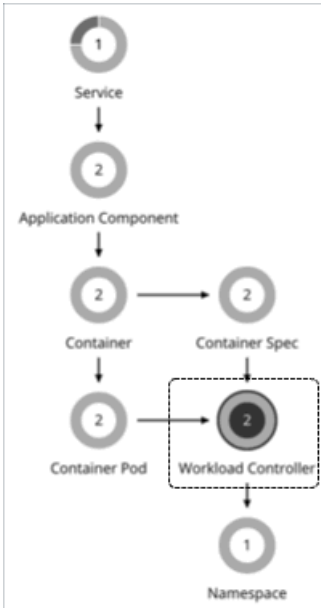 1
Service
2
Application Component
2 2
Container Container Spec
2 2
Container Pod Workload Controller
1
Namespace